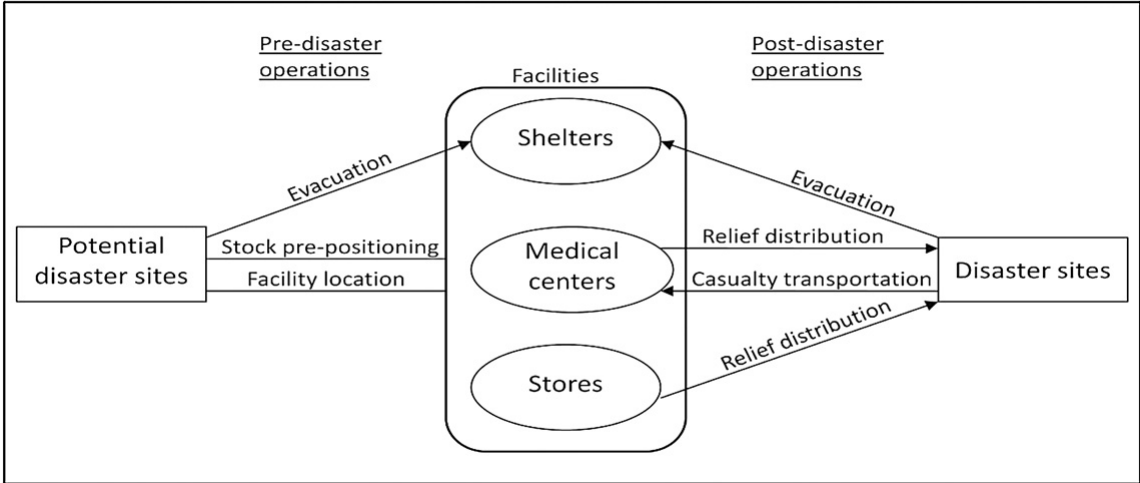 Pre-disaster
operations
Post-disaster
operations
Facilities
Shelters
Evacuation
Evacuation
Potential
disaster sites
Stock pre-positioning
Facility location
Medical
centers
Relief distribution
Casualty transportation
Disaster sites
Relief distribution
Stores